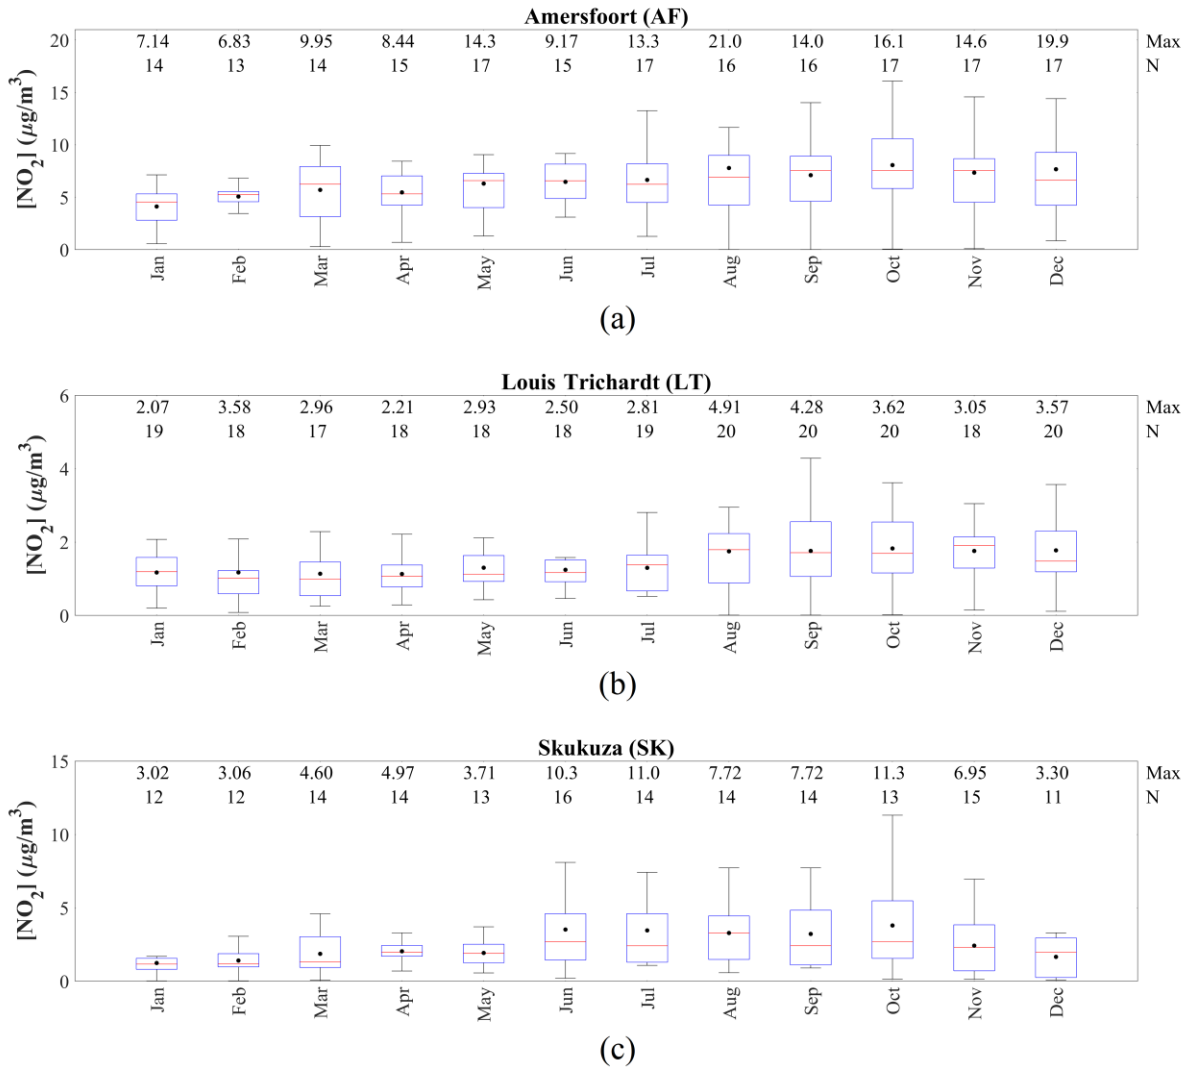 Amersfoort (AF)
20 7.14 6.83 9.95 8.44 14.3 9.17 13.3 21.0 14.0 16.1 14.6 19.9 Max
14 13 14 15 17 15 17 16 16 17 17 17 N
15
10
5
0
[NO2] (μg/m3)
Jan Feb Mar Apr May Jun Jul Aug Sep Oct Nov Dec
(a)
Louis Trichardt (LT)
6
2.07 3.58 2.96 2.21 2.93 2.50 2.81 4.91 4.28 3.62 3.05 3.57 Max
19 18 17 18 18 18 19 20 20 20 18 20 N
4
2
0
[NO2] (μg/m3)
Jan Feb Mar Apr May Jun Jul Aug Sep Oct Nov Dec
(b)
Skukuza (SK)
15
3.02 3.06 4.60 4.97 3.71 10.3 11.0 7.72 7.72 11.3 6.95 3.30 Max
12 12 14 14 13 16 14 14 14 13 15 11 N
10
5
0
[NO2] (μg/m3)
Jan Feb Mar Apr May Jun Jul Aug Sep Oct Nov Dec
(c)